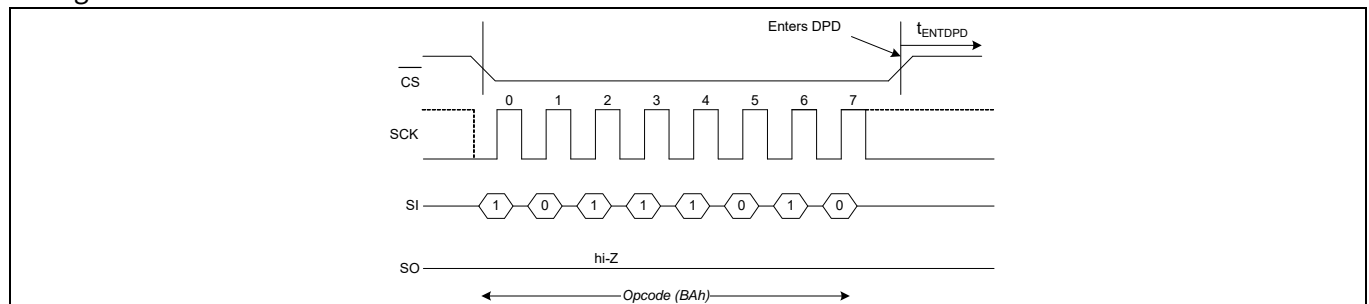 Enters DPD tENTDPD
CS
0 1 2 3 4 5 6 7
SCK
SI 1 0 1 1 1 0 1 0
hi-Z
SO
Opcode (BAh)